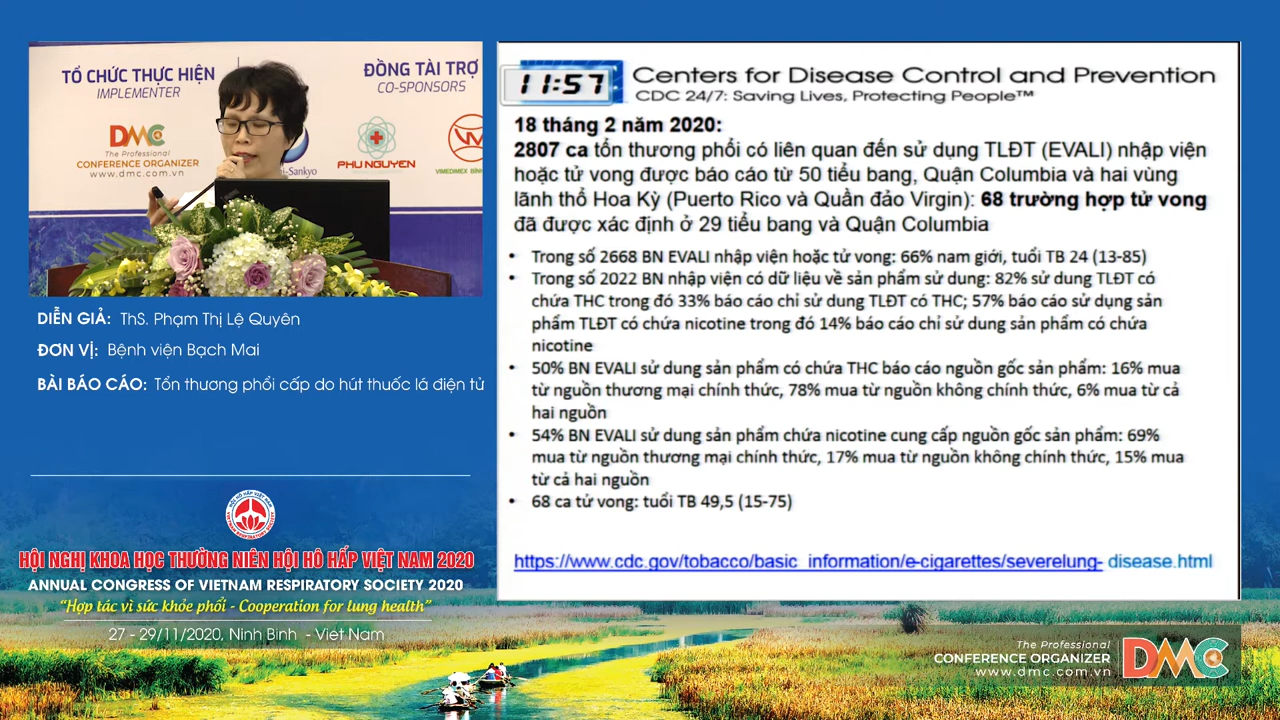 TỔ CHỨC THỰC HIỆN
IMPLEMENTER
ĐỒNG TÀI TRỢ
CO-SPONSORS
DMC
The Professional
CONFERENCE ORGANIZER
www.dmc.com.vn
PHU NGUYEN
DIỄN GIẢ: ThS. Phạm Thị Lệ Quyên
ĐƠN VỊ: Bệnh viện Bạch Mai
BÀI BÁO CÁO: Tổn thương phổi cấp do hút thuốc lá điện tử
HỘI HÔ HẤP VIỆT NAM
HỘI NGHỊ KHOA HỌC THƯỜNG NIÊN HỘI HÔ HẤP VIỆT NAM 2020
ANNUAL CONGRESS OF VIETNAM RESPIRATORY SOCIETY 2020
"Hợp tác vì sức khỏe phổi - Cooperation for lung health"
27 - 29/11/2020, Ninh Bình - Việt Nam
11:57
Centers for Disease Control and Prevention
CDC 24/7: Saving Lives, Protecting People™
18 tháng 2 năm 2020:
2807 ca tổn thương phổi có liên quan đến sử dụng TLĐT (EVALI) nhập viện
hoặc tử vong được báo cáo từ 50 tiểu bang, Quận Columbia và hai vùng
lãnh thổ Hoa Kỳ (Puerto Rico và Quần đảo Virgin): 68 trường hợp tử vong
đã được xác định ở 29 tiểu bang và Quận Columbia
• Trong số 2668 BN EVALI nhập viện hoặc tử vong: 66% nam giới, tuổi TB 24 (13-85)
• Trong số 2022 BN nhập viện có dữ liệu về sản phẩm sử dụng: 82% sử dụng TLĐT có
chứa THC trong đó 33% báo cáo chỉ sử dụng TLĐT có THC; 57% báo cáo sử dụng sản
phẩm TLĐT có chứa nicotine trong đó 14% báo cáo chỉ sử dụng sản phẩm có chứa
nicotine
• 50% BN EVALI sử dụng sản phẩm có chứa THC báo cáo nguồn gốc sản phẩm: 16% mua
từ nguồn thương mại chính thức, 78% mua từ nguồn không chính thức, 6% mua từ cả
hai nguồn
• 54% BN EVALI sử dụng sản phẩm chứa nicotine cung cấp nguồn gốc sản phẩm: 69%
mua từ nguồn thương mại chính thức, 17% mua từ nguồn không chính thức, 15% mua
từ cả hai nguồn
• 68 ca tử vong: tuổi TB 49,5 (15-75)
https://www.cdc.gov/tobacco/basic_information/e-cigarettes/severelung- disease.html
The Professional
CONFERENCE ORGANIZER
www.dmc.com.vn
DMC